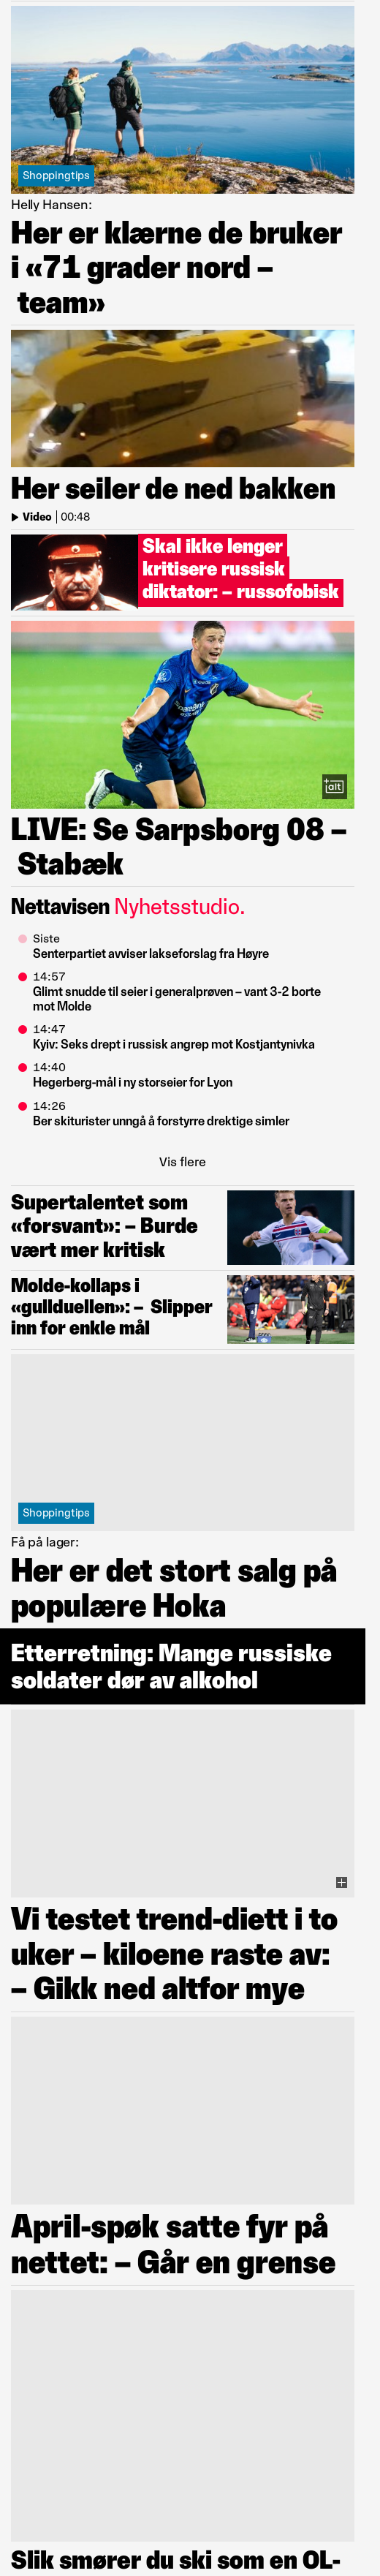 Shoppingtips
Helly Hansen:
Her er klærne de bruker
i «71 grader nord –
team»
Her seiler de ned bakken
Video | 00:48
Skal ikke lenger
kritisere russisk
diktator: – russofobisk
+alt
LIVE: Se Sarpsborg 08 –
Stabæk
Nettavisen Nyhetsstudio.
Siste
Senterpartiet avviser lakseforslag fra Høyre
14:57
Glimt snudde til seier i generalprøven – vant 3-2 borte
mot Molde
14:47
Kyiv: Seks drept i russisk angrep mot Kostjantynivka
14:40
Hegerberg-mål i ny storseier for Lyon
14:26
Ber skiturister unngå å forstyrre drektige simler
Vis flere
Supertalentet som
«forsvant»: – Burde
vært mer kritisk
Molde-kollaps i
«gullduellen»: – Slipper
inn for enkle mål
Shoppingtips
Få på lager:
Her er det stort salg på
populære Hoka
Etterretning: Mange russiske
soldater dør av alkohol
Vi testet trend-diett i to
uker – kiloene raste av:
– Gikk ned altfor mye
April-spøk satte fyr på
nettet: – Går en grense
Slik smører du ski som en OL-